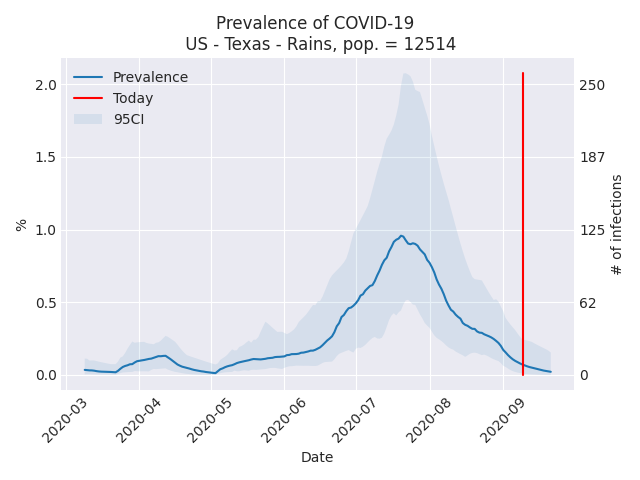 Prevalence of COVID-19
US - Texas - Rains, pop. = 12514
Prevalence
Today
95CI
2.0
1.5
1.0
0.5
0.0
%
250
187
125
62
0
# of infections
2020-03
2020-04
2020-05
2020-06
2020-07
2020-08
2020-09
Date